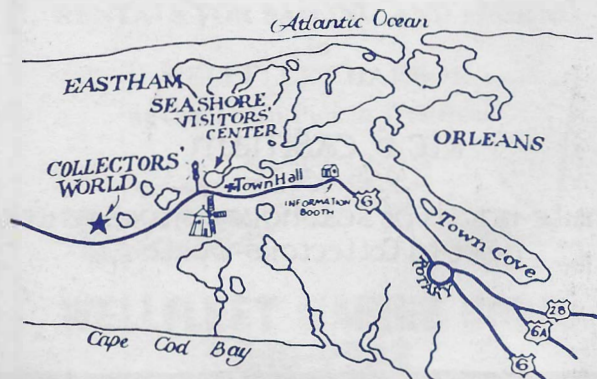 Atlantic Ocean
EASTHAM
SEASHORE
VISITORS'
CENTER
ORLEANS
COLLECTORS'
WORLD
Town Hall
INFORMATION
BOOTH
6
Town Cove
ROTARY
28
6A
6
Cape Cod Bay